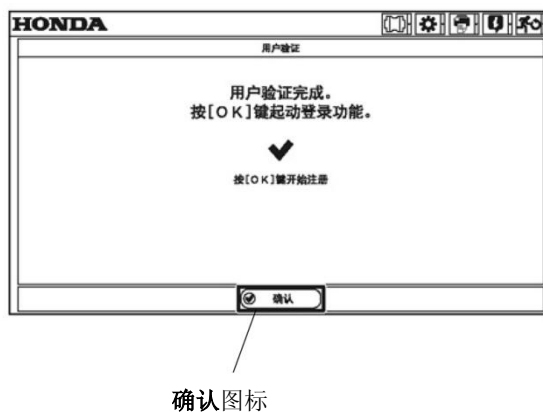 HONDA
用户验证
用户验证完成。
按[OK]键起动登录功能。
按[OK]键开始注册
确认
确认图标